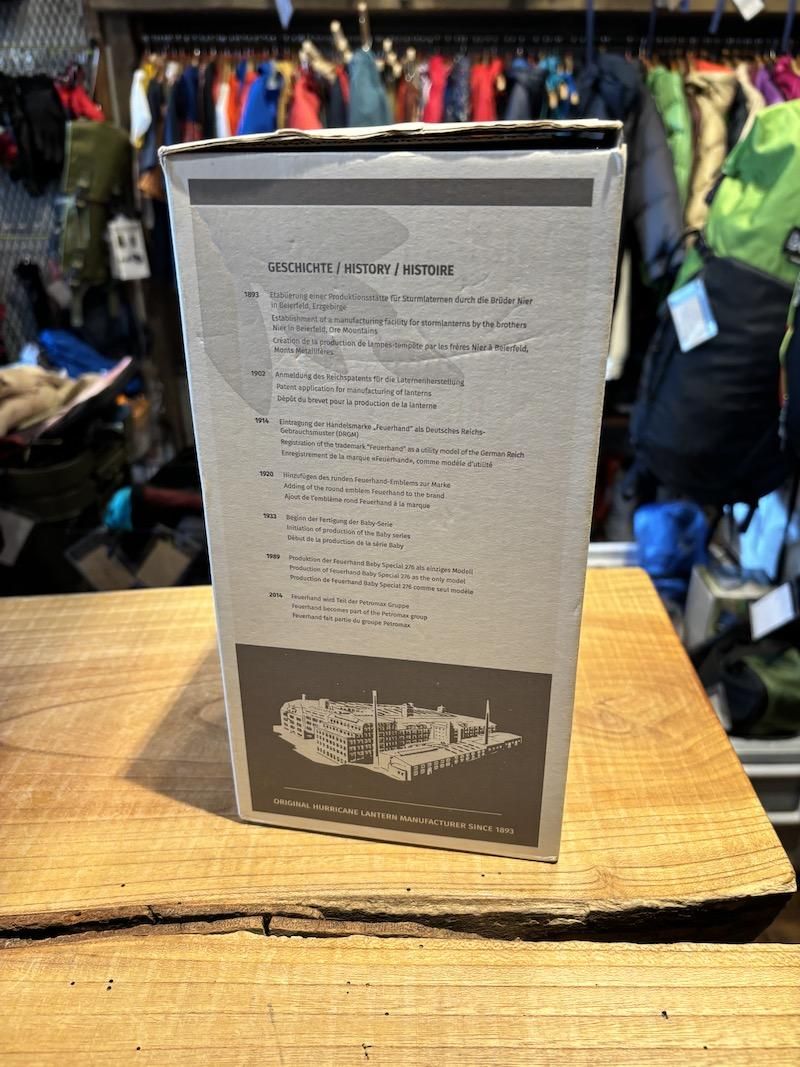 GESCHICHTE / HISTORY / HISTOIRE
1893 Etablierung einer Produktionsstätte für Sturmlaternen durch die Brüder Nier
in Beierfeld, Erzgebirge
Establishment of a manufacturing facility for stormlanterns by the brothers
Nier in Beierfeld, Ore Mountains
Création de la production de lampes-tempête par les frères Nier à Beierfeld,
Monts Métallifères.
1902 Anmeldung des Reichspatents für die Laternenherstellung
Patent application for manufacturing of lanterns
Dépôt du brevet pour la production de la lanterne
1914 Eintragung der Handelsmarke „Feuerhand" als Deutsches Reichs-
Gebrauchsmuster (DRGM)
Registration of the trademark "Feuerhand" as a utility model of the German Reich
Enregistrement de la marque «Feuerhand», comme modèle d'utilité
1920 Hinzufügen des runden Feuerhand-Emblems zur Marke
Adding of the round emblem Feuerhand to the brand
Ajout de l'emblème rond Feuerhand à la marque
1933 Beginn der Fertigung der Baby-Serie
Initiation of production of the Baby series
Début de la production de la série Baby
1989 Produktion der Feuerhand Baby Special 276 als einziges Modell
Production of Feuerhand Baby Special 276 as the only model
Production de Feuerhand Baby Special 276 comme seul modèle
2014 Feuerhand wird Teil der Petromax Gruppe
Feuerhand becomes part of the Petromax group
Feuerhand fait partie du groupe Petromax
ORIGINAL HURRICANE LANTERN MANUFACTURER SINCE 1893